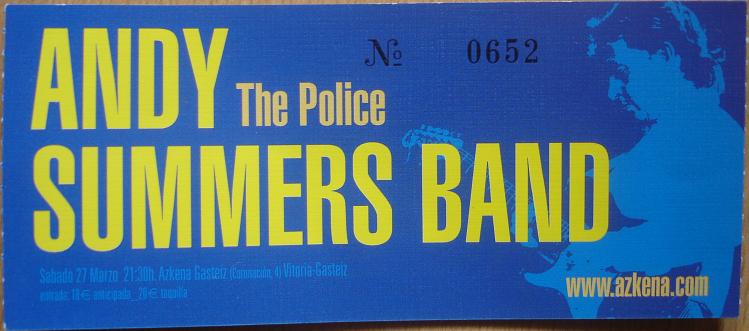 Nº 0652
ANDY The Police
SUMMERS BAND
Sabado 27 Marzo 21:30h. Azkena Gasteiz (Coronación, 4) Vitoria-Gasteiz
entrada: 18€ anticipada_ 20€ taquilla
www.azkena.com